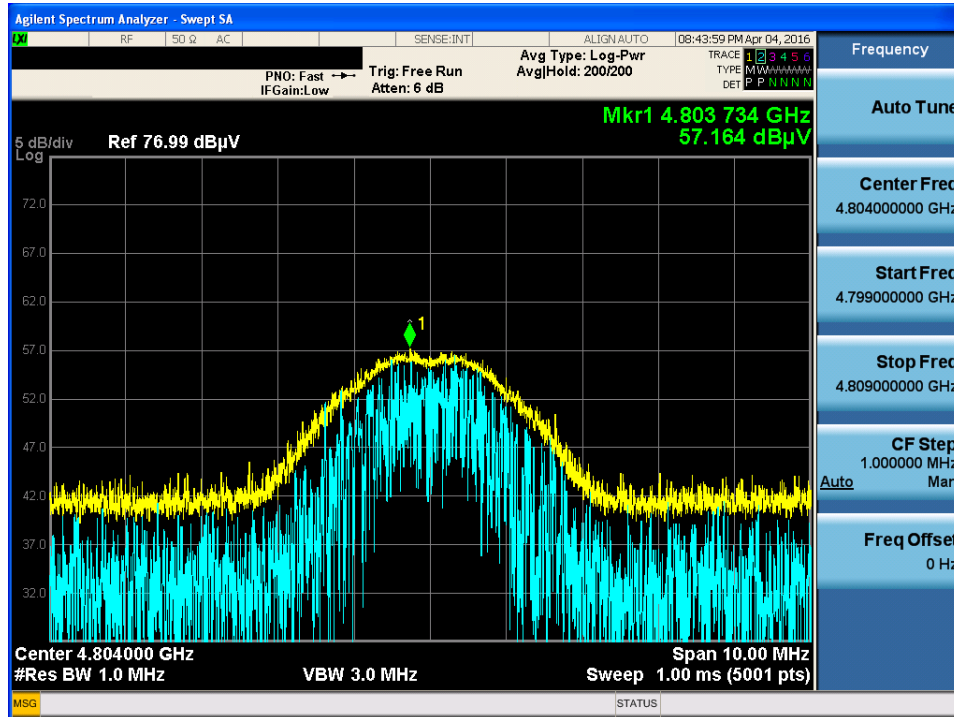 Agilent Spectrum Analyzer - Swept SA
LXI RF 50 Ω AC SENSE:INT ALIGN AUTO 08:43:59 PM Apr 04, 2016
Frequency
PNO: Fast
IFGain:Low
Trig: Free Run
Atten: 6 dB
Avg Type: Log-Pwr
Avg|Hold: 200/200
TRACE 1 2 3 4 5 6
TYPE M W W W W W
DET P P N N N N
Mkr1 4.803 734 GHz
57.164 dBµV
5 dB/div
Log
Ref 76.99 dBµV
72.0
67.0
62.0
57.0
52.0
47.0
42.0
37.0
32.0
1
Center 4.804000 GHz
#Res BW 1.0 MHz
VBW 3.0 MHz
Span 10.00 MHz
Sweep 1.00 ms (5001 pts)
Auto Tune
Center Freq
4.804000000 GHz
Start Freq
4.799000000 GHz
Stop Freq
4.809000000 GHz
CF Step
1.000000 MHz
Auto Man
Freq Offset
0 Hz
MSG
STATUS